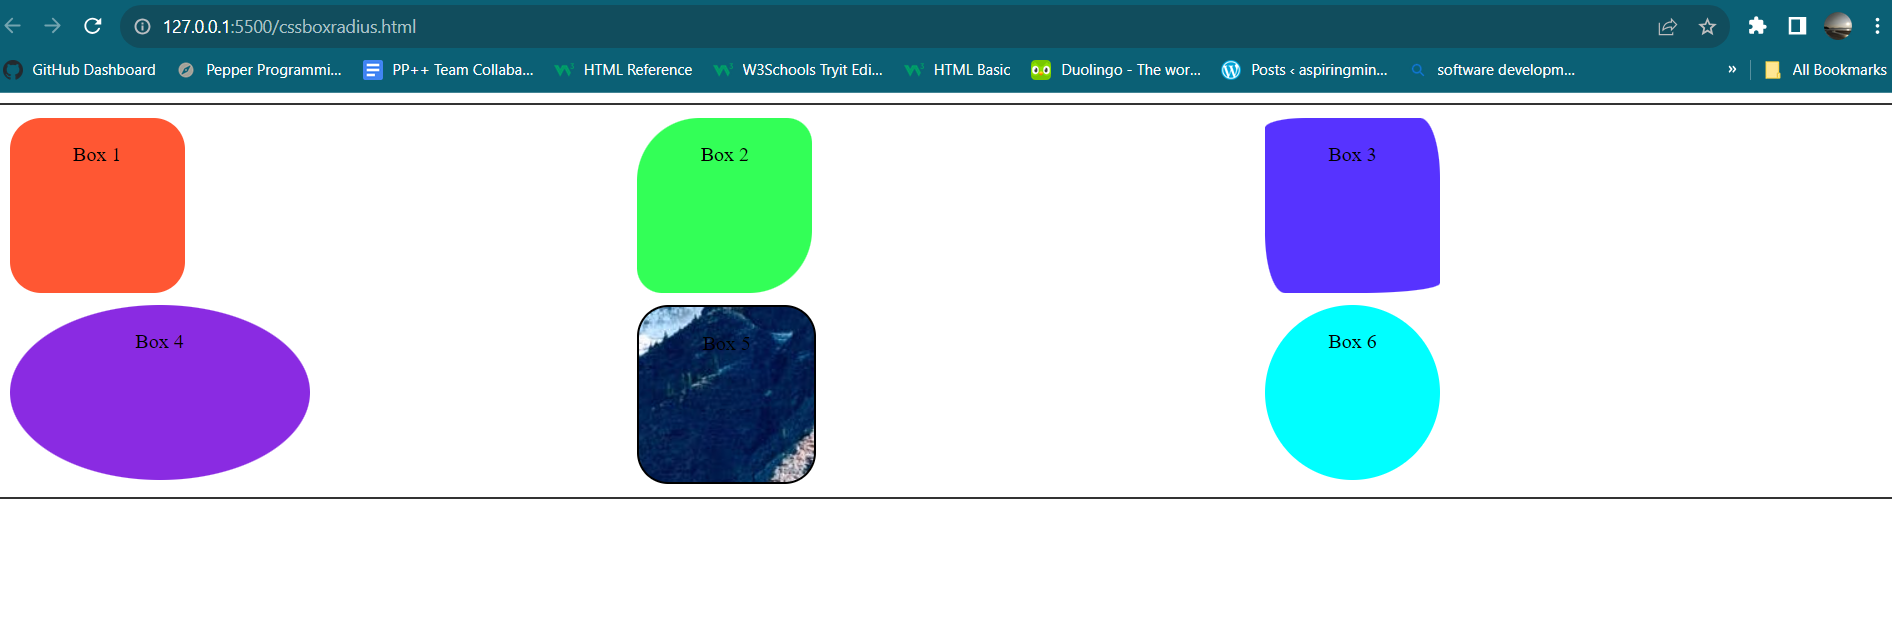 127.0.0.1:5500/cssboxradius.html
GitHub Dashboard Pepper Programmi... PP++ Team Collaba... HTML Reference W3Schools Tryit Edi... HTML Basic Duolingo - The wor... Posts ‹ aspiringmin... software developm... » All Bookmarks
Box 1 Box 2 Box 3
Box 4 Box 5 Box 6